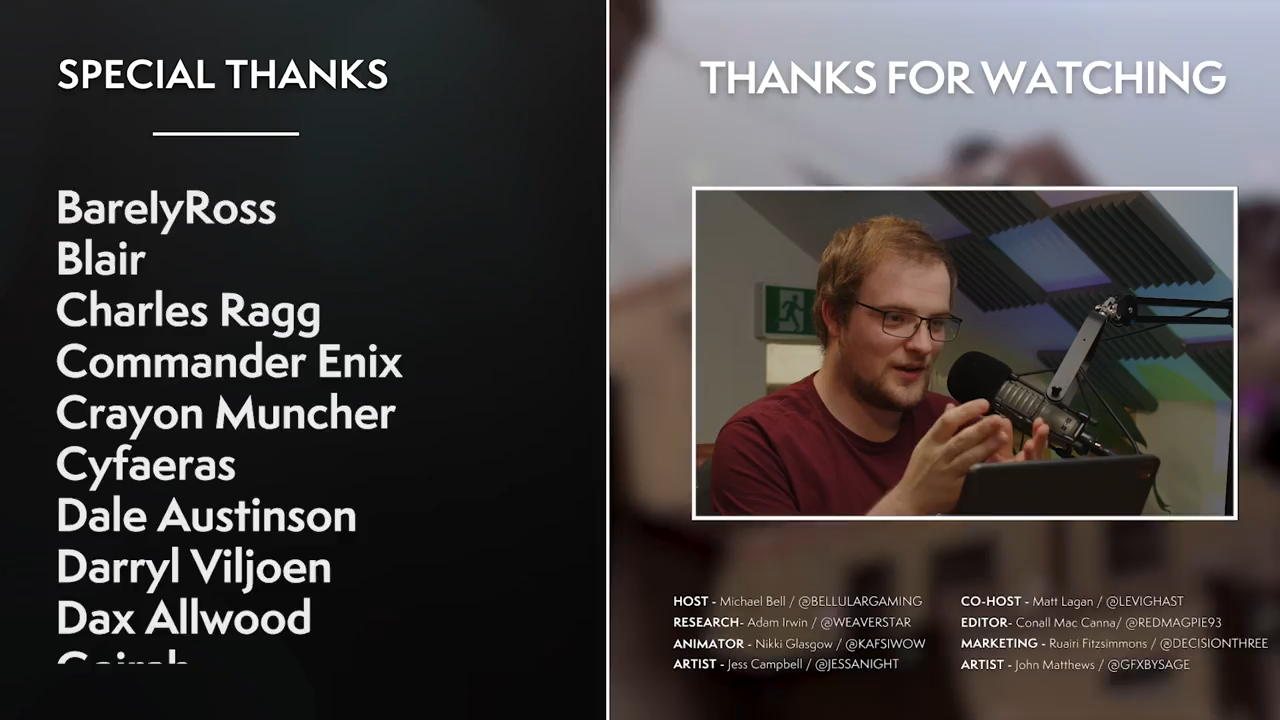 SPECIAL THANKS
BarelyRoss
Blair
Charles Ragg
Commander Enix
Crayon Muncher
Cyfaeras
Dale Austinson
Darryl Viljoen
Dax Allwood
THANKS FOR WATCHING
HOST - Michael Bell / @BELLULARGAMING
RESEARCH- Adam Irwin / @WEAVERSTAR
ANIMATOR - Nikki Glasgow / @KAFSIWOW
ARTIST - Jess Campbell / @JESSANIGHT
CO-HOST - Matt Lagan / @LEVIGHAST
EDITOR- Conall Mac Canna/ @REDMAGPIE93
MARKETING - Ruairi Fitzsimmons / @DECISIONTHREE
ARTIST - John Matthews / @GFXBYSAGE